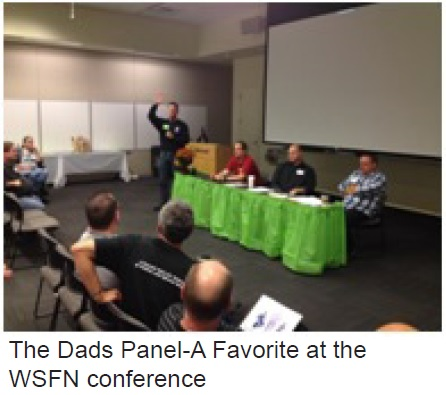 The Dads Panel-A Favorite at the
WSFN conference